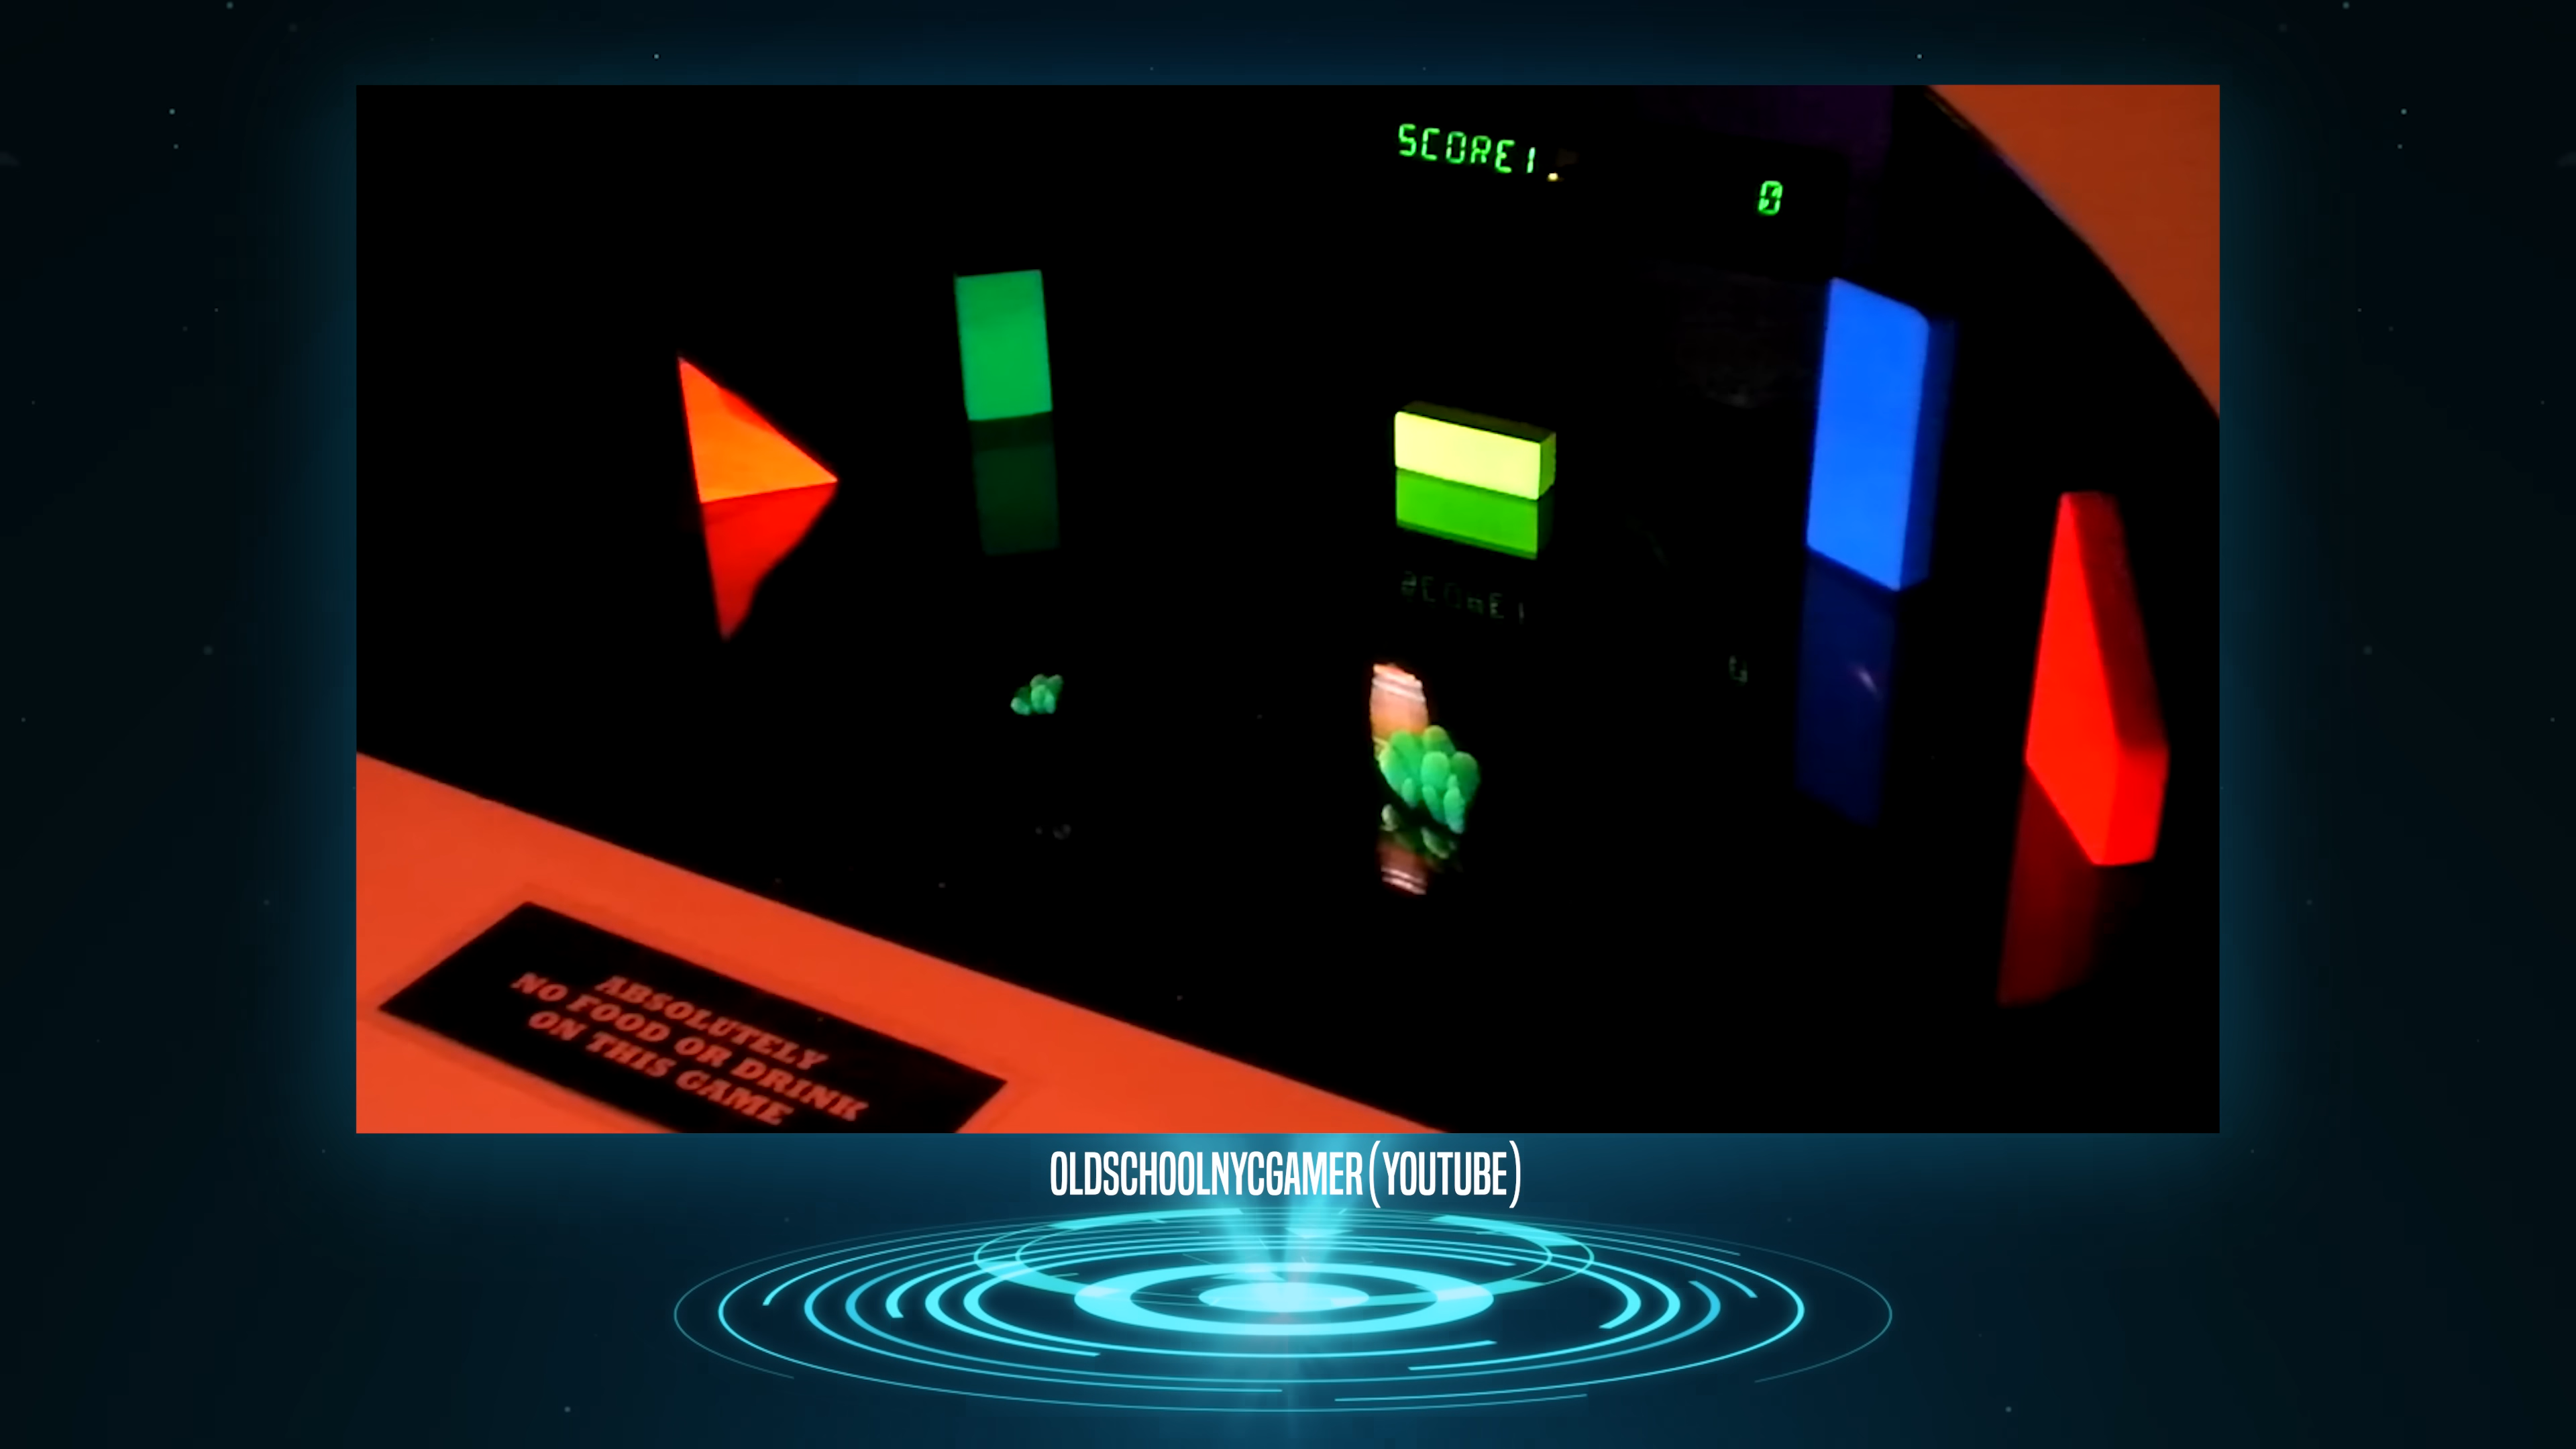 SCORE1
0
ABSOLUTELY
NO FOOD OR DRINK
ON THIS GAME
OLDSCHOOLNYCGAMER (YOUTUBE)